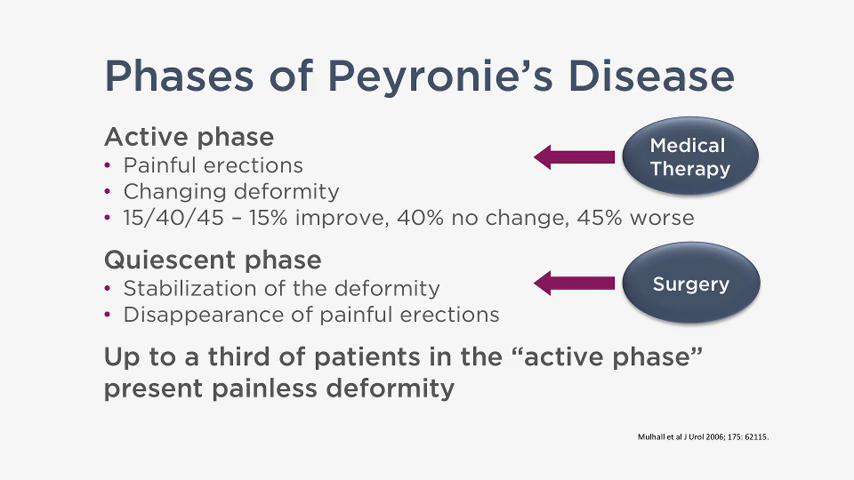 Phases of Peyronie’s Disease
Active phase
• Painful erections
• Changing deformity
• 15/40/45 – 15% improve, 40% no change, 45% worse
Medical
Therapy
Quiescent phase
• Stabilization of the deformity
• Disappearance of painful erections
Surgery
Up to a third of patients in the “active phase”
present painless deformity
Mulhall et al J Urol 2006; 175: 62115.